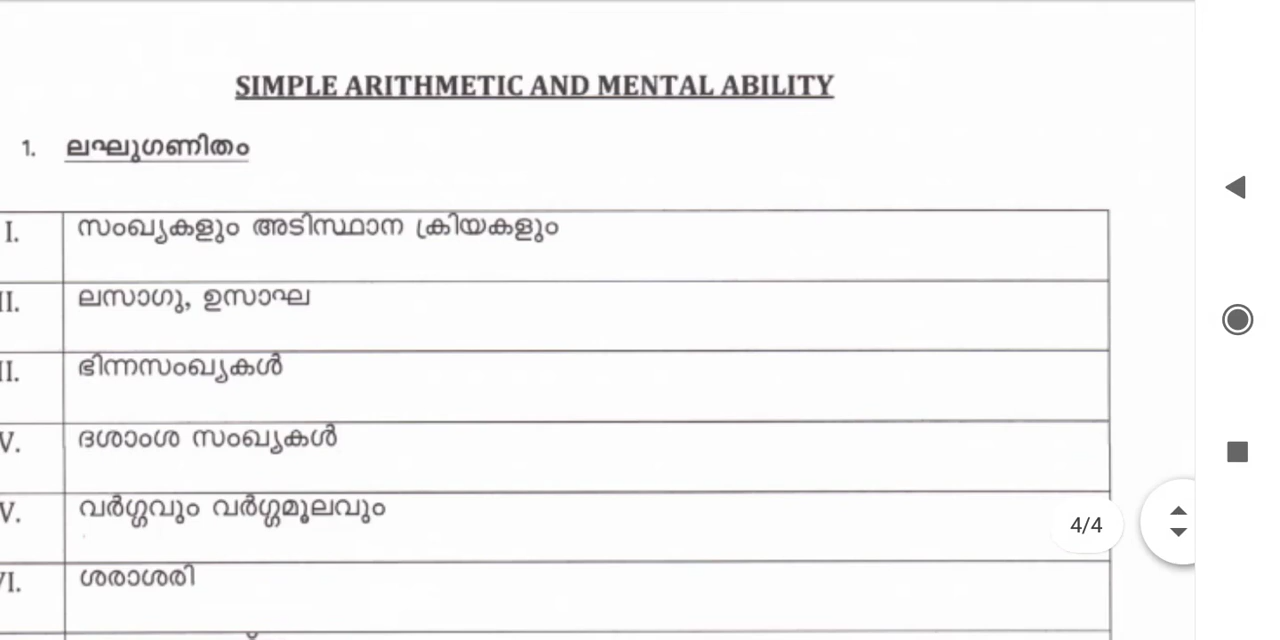 SIMPLE ARITHMETIC AND MENTAL ABILITY
1. ലഘുഗണിതം
I. സംഖ്യകളും അടിസ്ഥാന ക്രിയകളും
II. ലസാഗു, ഉസാഘ
II. ഭിന്നസംഖ്യകൾ
V. ദശാംശ സംഖ്യകൾ
V. വർഗ്ഗവും വർഗ്ഗമൂലവും
4/4
VI. ശരാശരി